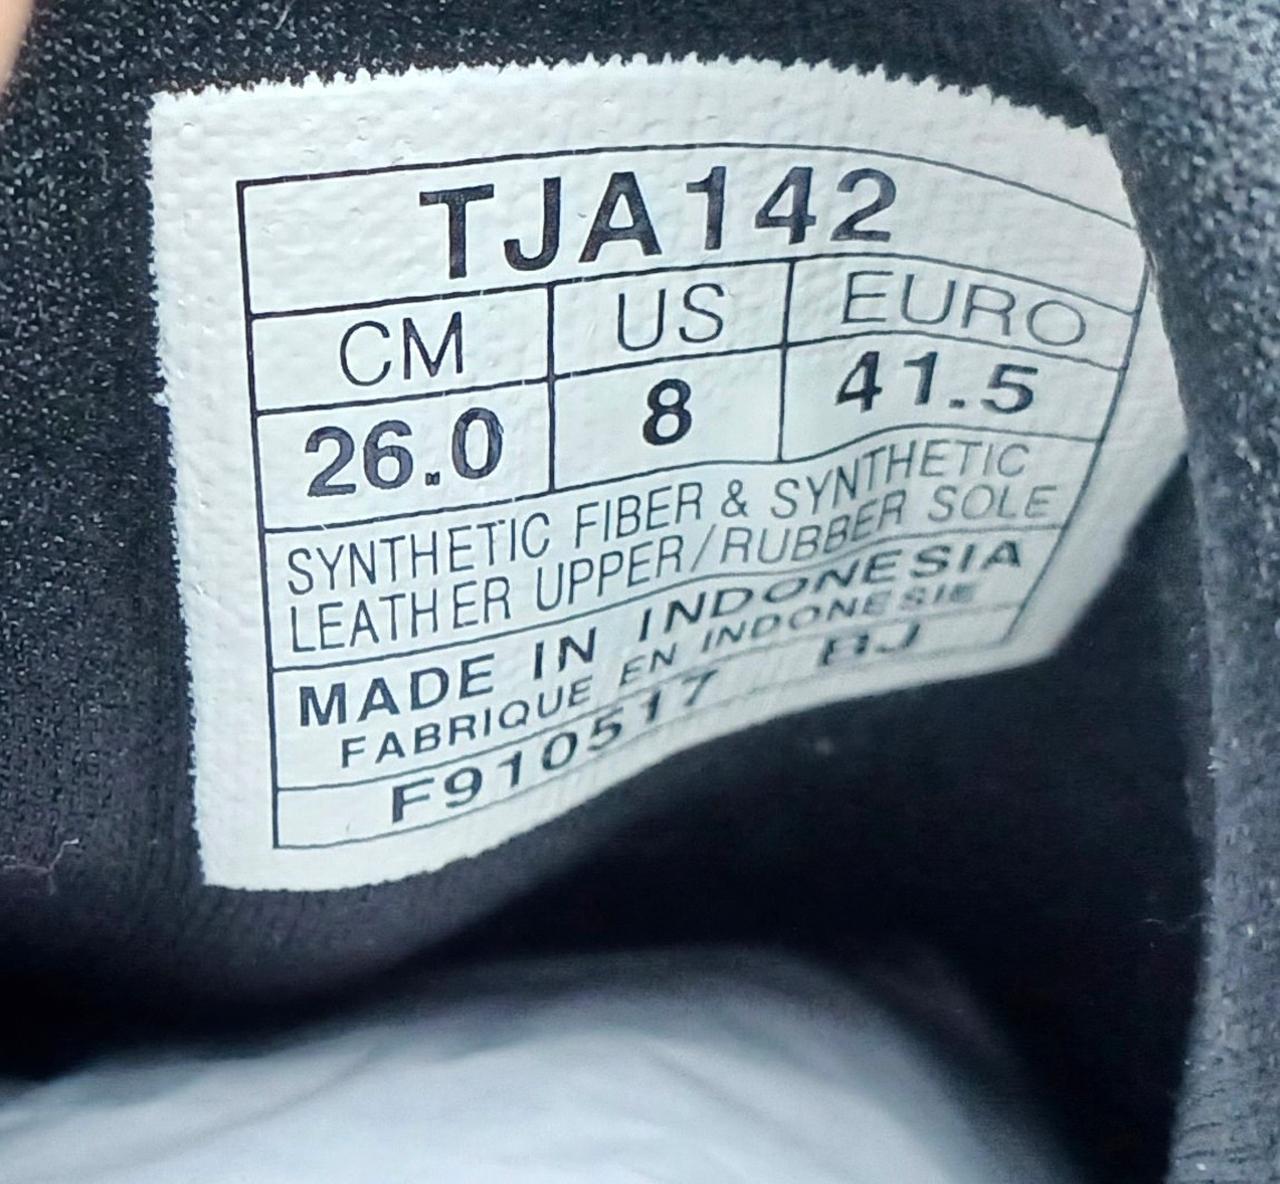 TJA142
CM US EURO
26.0 8 41.5
SYNTHETIC FIBER & SYNTHETIC
LEATHER UPPER/RUBBER SOLE
MADE IN INDONESIA
FABRIQUE EN INDONESIE
F910517 BJ